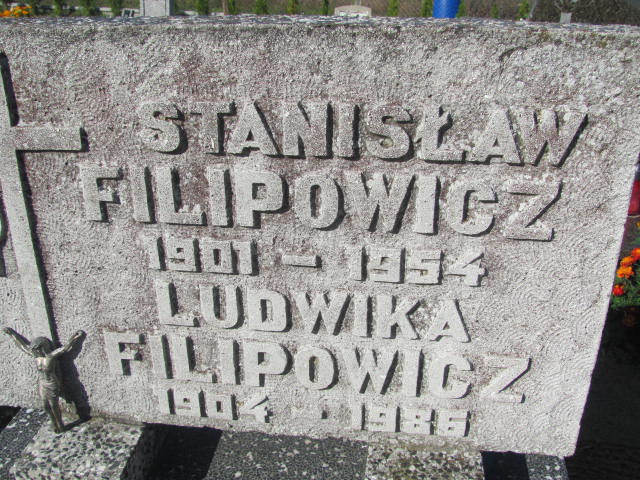 STANISŁAW
FILIPOWICZ
1901 - 1954
LUDWIKA
FILIPOWICZ
1904 - 1986